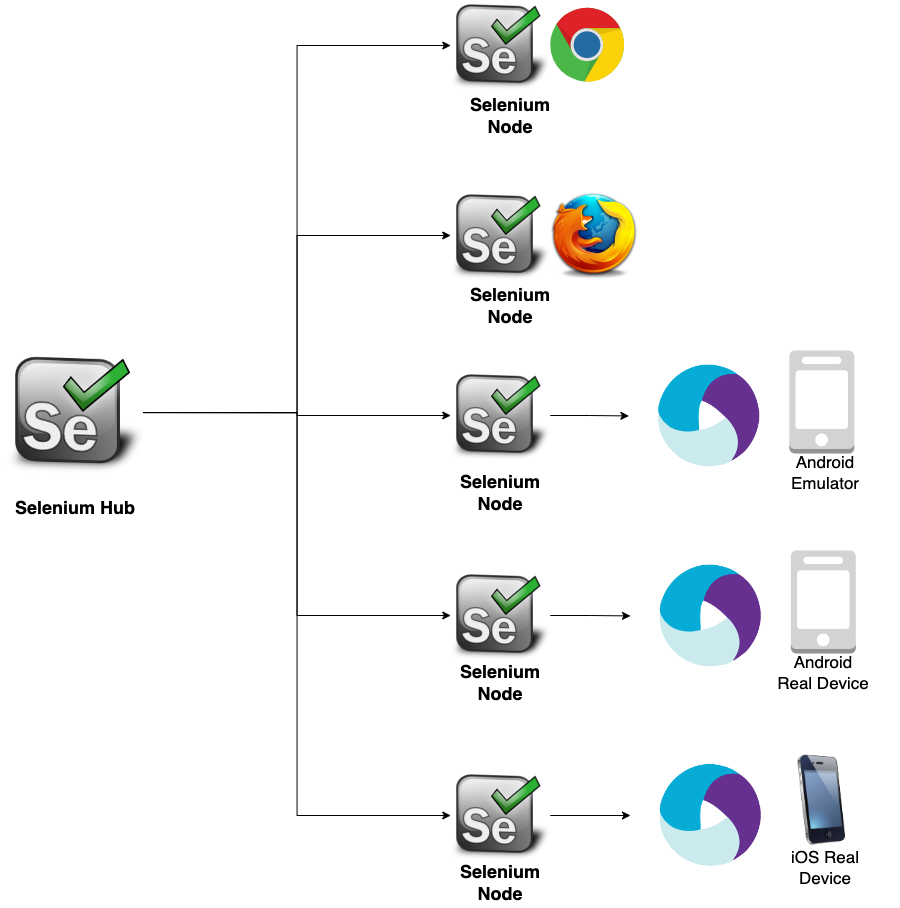 Se
Selenium
Node
Se
Selenium
Node
Se
Selenium Hub
Se
Selenium
Node
Android
Emulator
Se
Selenium
Node
Android
Real Device
Se
Selenium
Node
iOS Real
Device